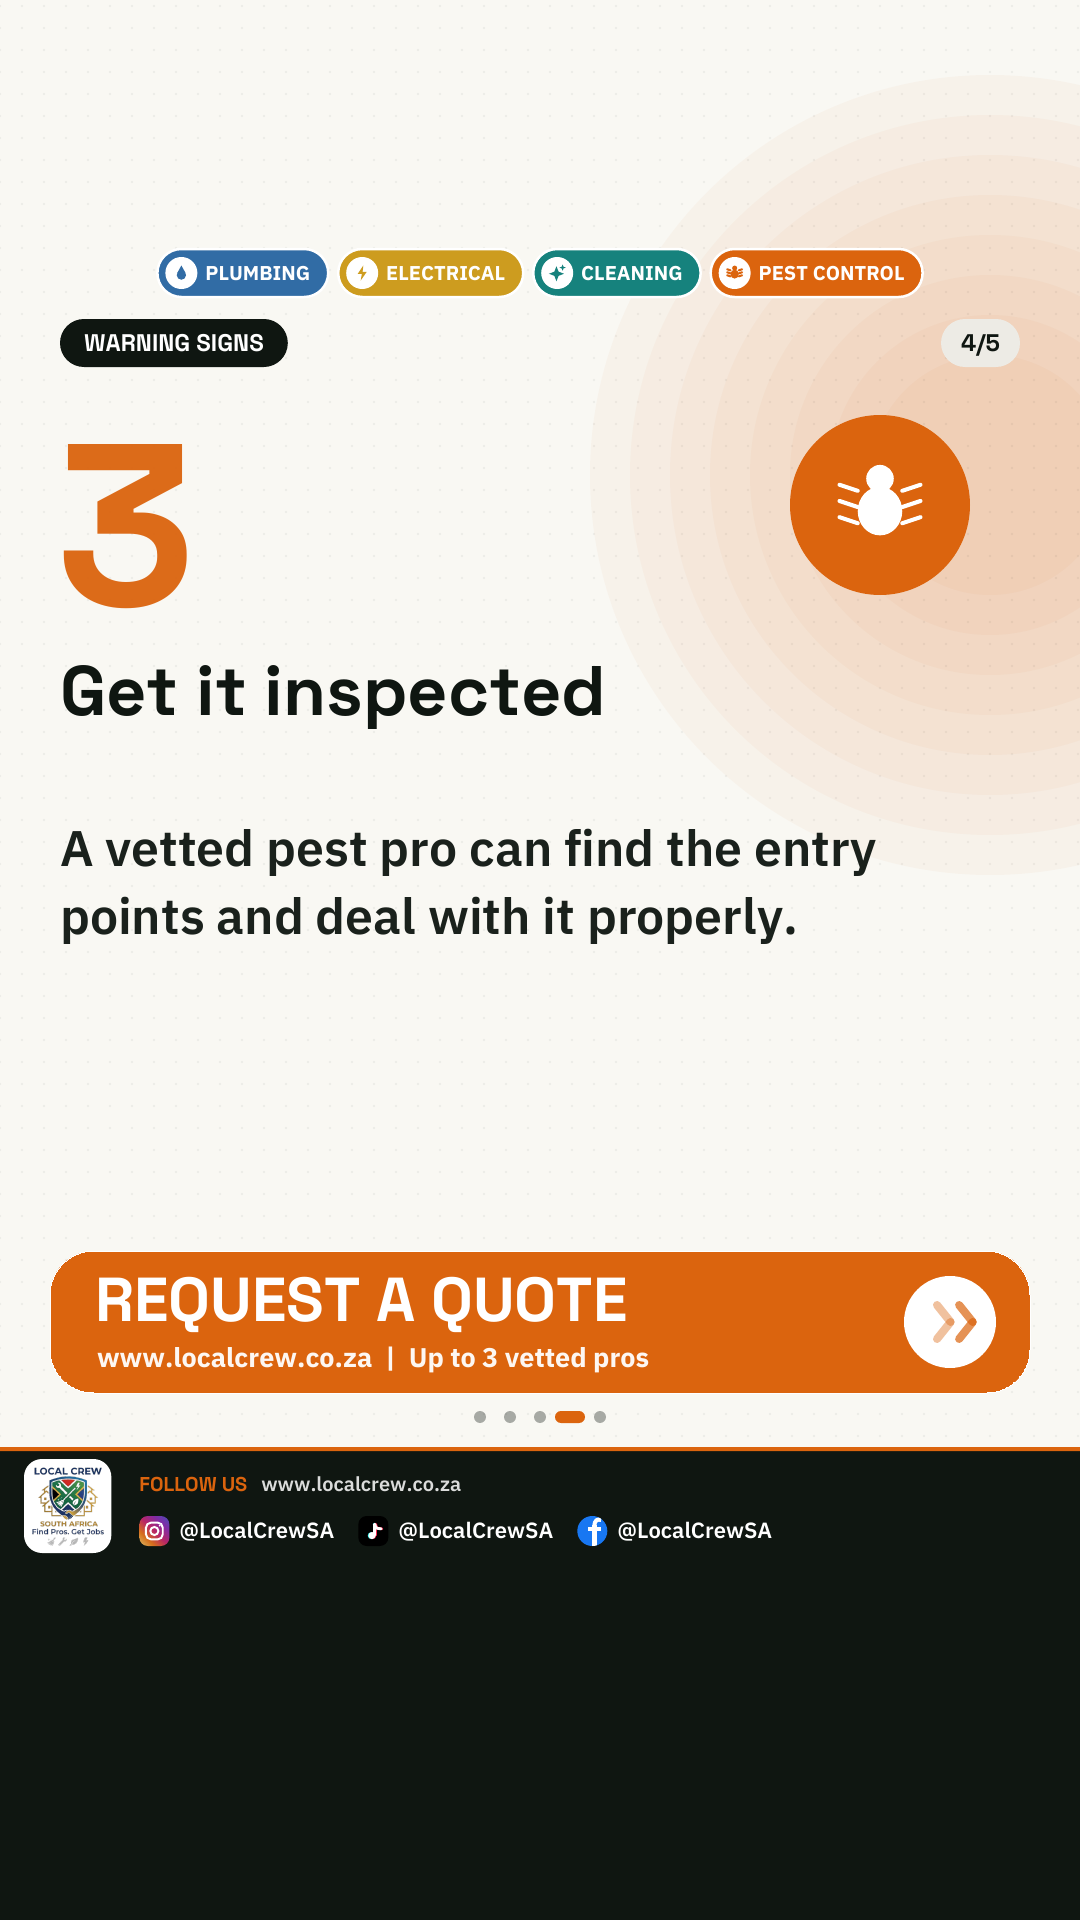 PLUMBING
ELECTRICAL
CLEANING
PEST CONTROL
WARNING SIGNS
4/5
3
Get it inspected
A vetted pest pro can find the entry
points and deal with it properly.
REQUEST A QUOTE
www.localcrew.co.za | Up to 3 vetted pros
LOCAL CREW
SOUTH AFRICA
Find Pros. Get Jobs
FOLLOW US www.localcrew.co.za
@LocalCrewSA @LocalCrewSA @LocalCrewSA